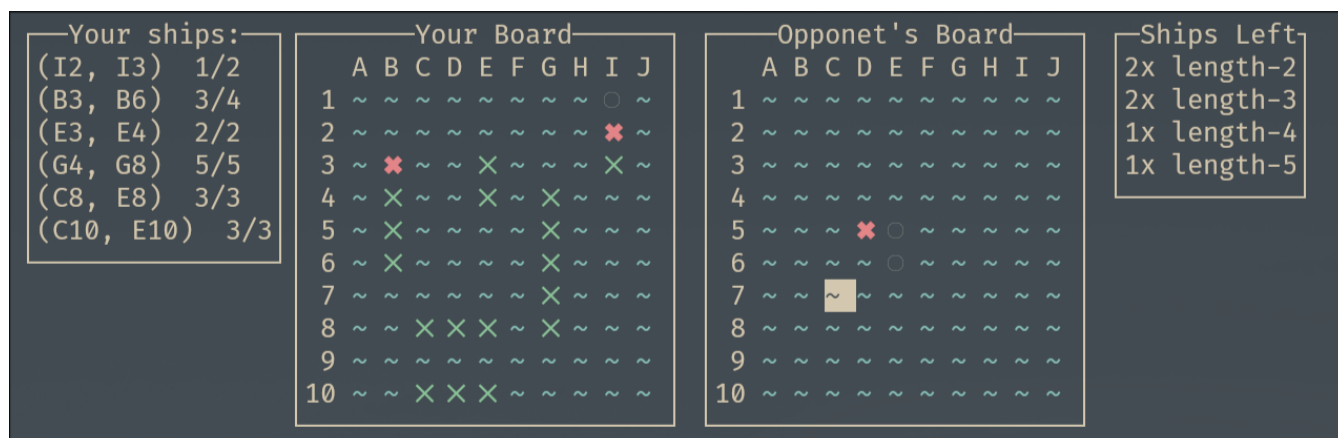 Your ships:
(I2, I3) 1/2
(B3, B6) 3/4
(E3, E4) 2/2
(G4, G8) 5/5
(C8, E8) 3/3
(C10, E10) 3/3
Your Board
A B C D E F G H I J
1 ~ ~ ~ ~ ~ ~ ~ ~ ○ ~
2 ~ ~ ~ ~ ~ ~ ~ ~ ✖ ~
3 ~ ✖ ~ ~ ✕ ~ ~ ~ ✕ ~
4 ~ ✕ ~ ~ ✕ ~ ✕ ~ ~ ~
5 ~ ✕ ~ ~ ~ ~ ✕ ~ ~ ~
6 ~ ✕ ~ ~ ~ ~ ✕ ~ ~ ~
7 ~ ~ ~ ~ ~ ~ ✕ ~ ~ ~
8 ~ ~ ✕ ✕ ✕ ~ ✕ ~ ~ ~
9 ~ ~ ~ ~ ~ ~ ~ ~ ~ ~
10 ~ ~ ✕ ✕ ✕ ~ ~ ~ ~ ~
Opponet's Board
A B C D E F G H I J
1 ~ ~ ~ ~ ~ ~ ~ ~ ~ ~
2 ~ ~ ~ ~ ~ ~ ~ ~ ~ ~
3 ~ ~ ~ ~ ~ ~ ~ ~ ~ ~
4 ~ ~ ~ ~ ~ ~ ~ ~ ~ ~
5 ~ ~ ~ ✖ ○ ~ ~ ~ ~ ~
6 ~ ~ ~ ~ ○ ~ ~ ~ ~ ~
7 ~ ~ ~ ~ ~ ~ ~ ~ ~ ~
8 ~ ~ ~ ~ ~ ~ ~ ~ ~ ~
9 ~ ~ ~ ~ ~ ~ ~ ~ ~ ~
10 ~ ~ ~ ~ ~ ~ ~ ~ ~ ~
Ships Left
2x length-2
2x length-3
1x length-4
1x length-5